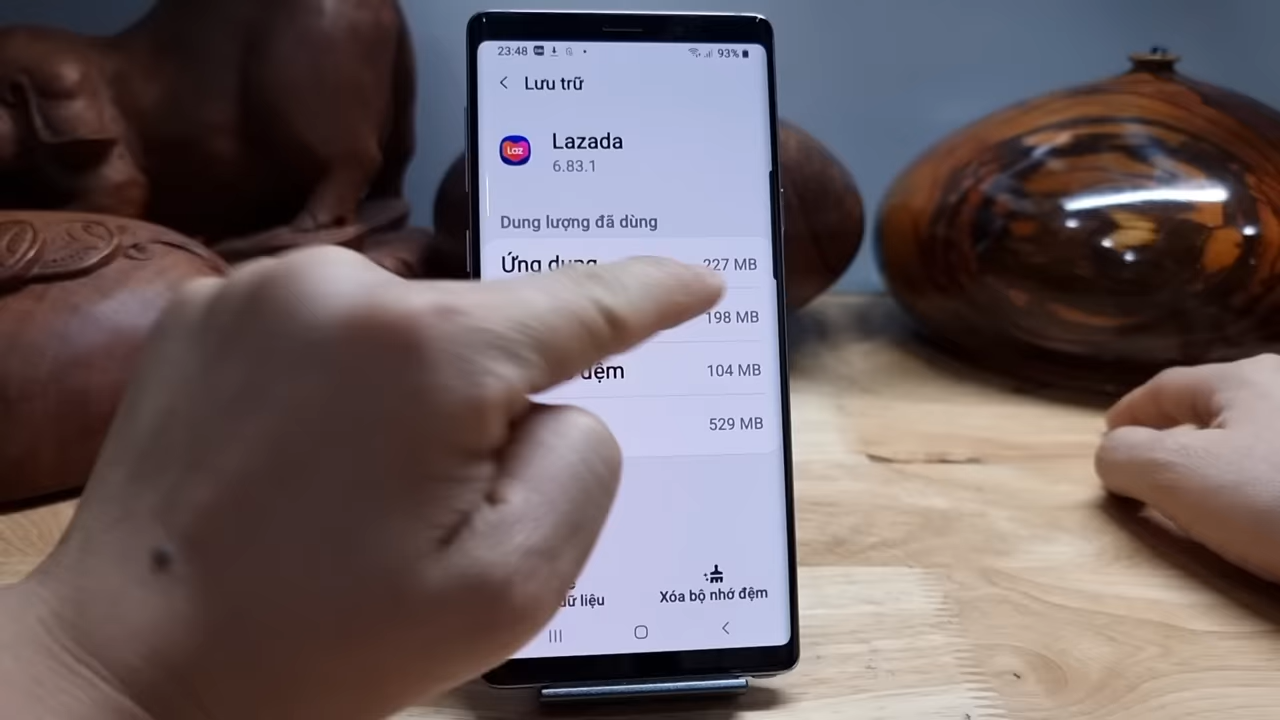 23:48 93%
Lưu trữ
Laz
Lazada
6.83.1
Dung lượng đã dùng
Ứng dụng 227 MB
198 MB
đệm 104 MB
529 MB
dữ liệu Xóa bộ nhớ đệm